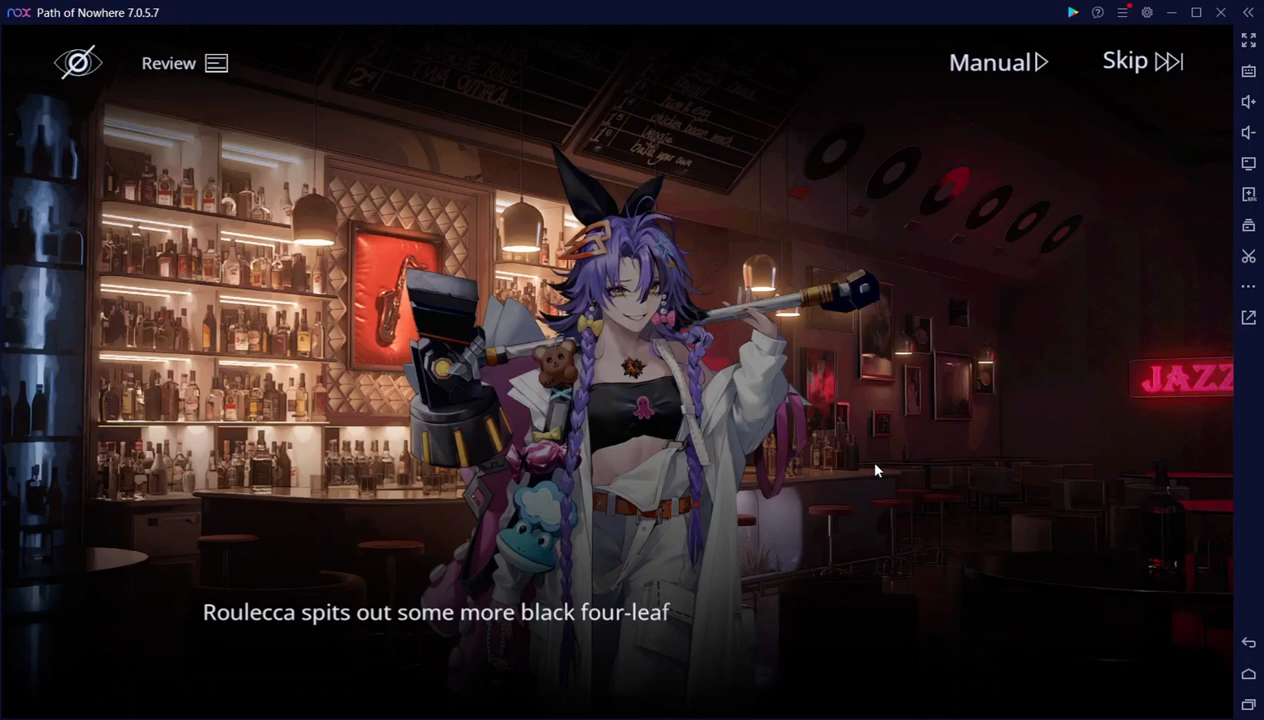 nox Path of Nowhere 7.0.5.7
Review
Manual
Skip
JAZZ
Roulecca spits out some more black four-leaf